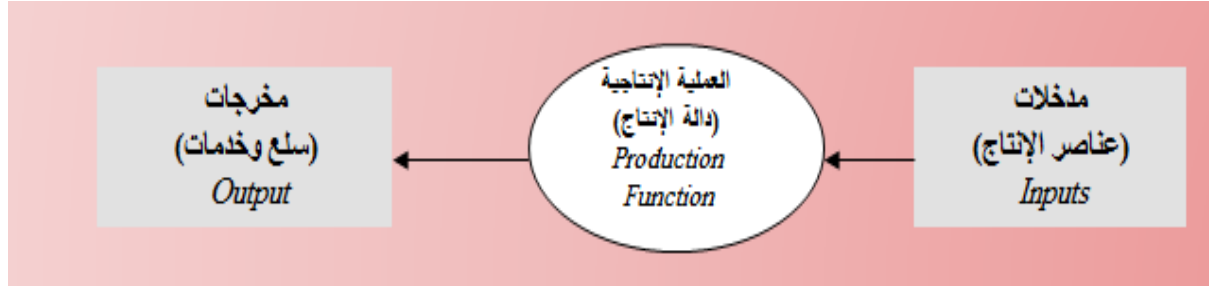 مدخلات
(عناصر الإنتاج)
Inputs
العملية الإنتاجية
(دالة الإنتاج)
Production
Function
مخرجات
(سلع وخدمات)
Output